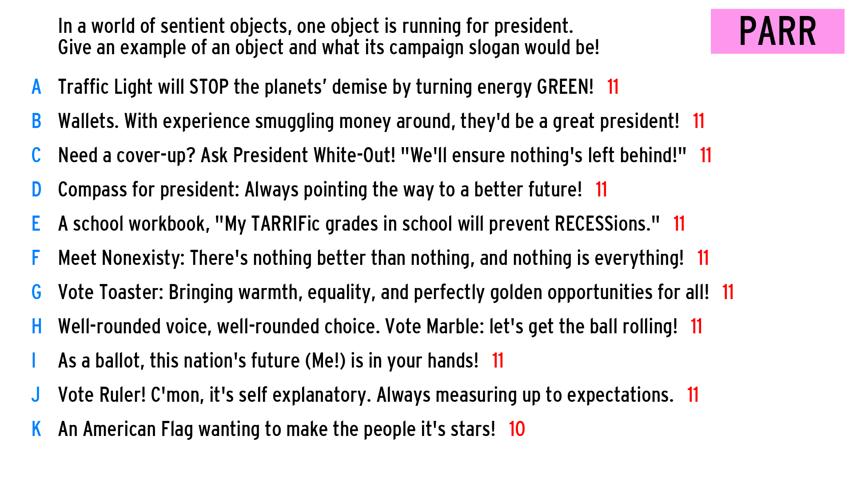 In a world of sentient objects, one object is running for president.
Give an example of an object and what its campaign slogan would be!
PARR
A Traffic Light will STOP the planets’ demise by turning energy GREEN! 11
B Wallets. With experience smuggling money around, they'd be a great president! 11
C Need a cover-up? Ask President White-Out! "We'll ensure nothing's left behind!" 11
D Compass for president: Always pointing the way to a better future! 11
E A school workbook, "My TARRIFic grades in school will prevent RECESSions." 11
F Meet Nonexisty: There's nothing better than nothing, and nothing is everything! 11
G Vote Toaster: Bringing warmth, equality, and perfectly golden opportunities for all! 11
H Well-rounded voice, well-rounded choice. Vote Marble: let's get the ball rolling! 11
I As a ballot, this nation's future (Me!) is in your hands! 11
J Vote Ruler! C'mon, it's self explanatory. Always measuring up to expectations. 11
K An American Flag wanting to make the people it's stars! 10